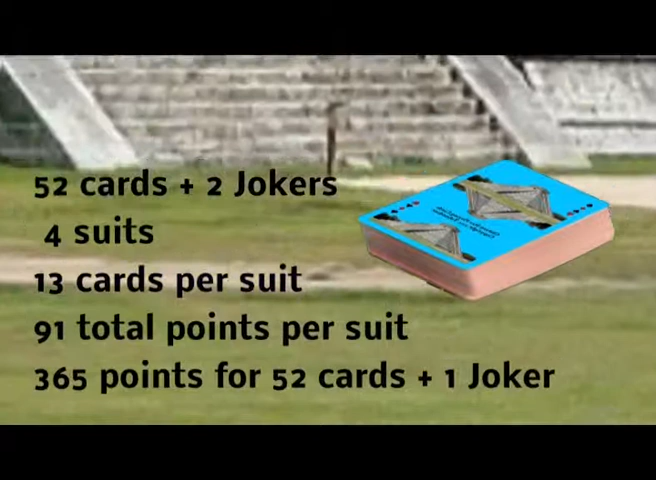 52 cards + 2 Jokers
4 suits
13 cards per suit
91 total points per suit
365 points for 52 cards + 1 Joker